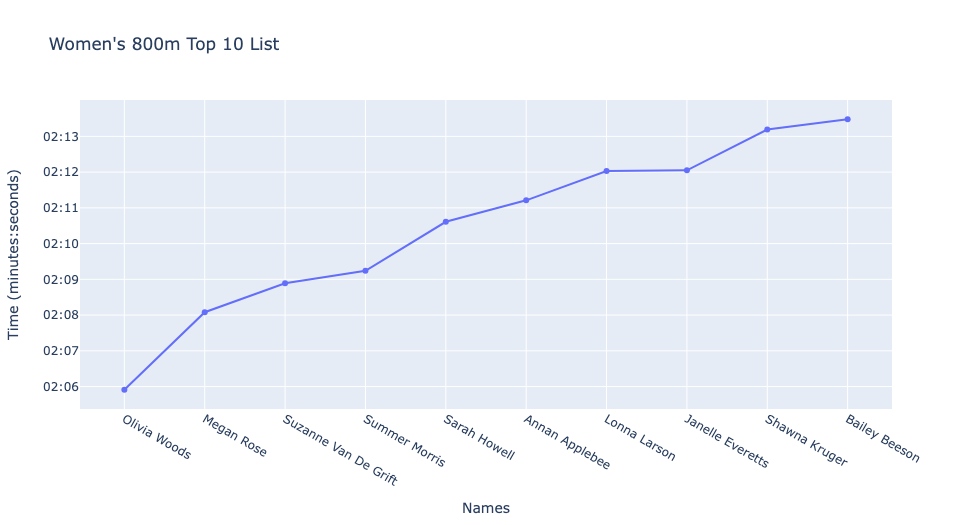 Women's 800m Top 10 List
Time (minutes:seconds)
02:13
02:12
02:11
02:10
02:09
02:08
02:07
02:06
Olivia Woods
Megan Rose
Suzanne Van De Grift
Summer Morris
Sarah Howell
Annan Applebee
Lonna Larson
Janelle Everetts
Shawna Kruger
Bailey Beeson
Names